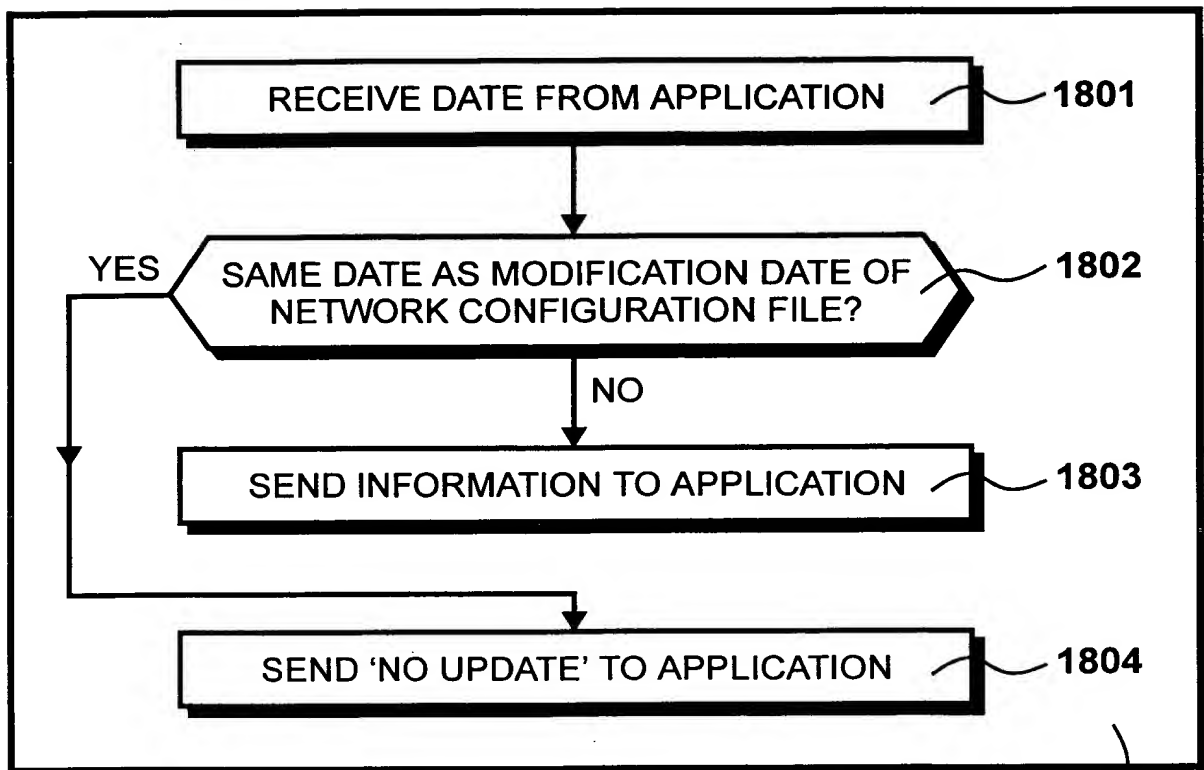 RECEIVE DATE FROM APPLICATION
1801
YES
SAME DATE AS MODIFICATION DATE OF
NETWORK CONFIGURATION FILE?
1802
NO
SEND INFORMATION TO APPLICATION
1803
SEND ‘NO UPDATE’ TO APPLICATION
1804